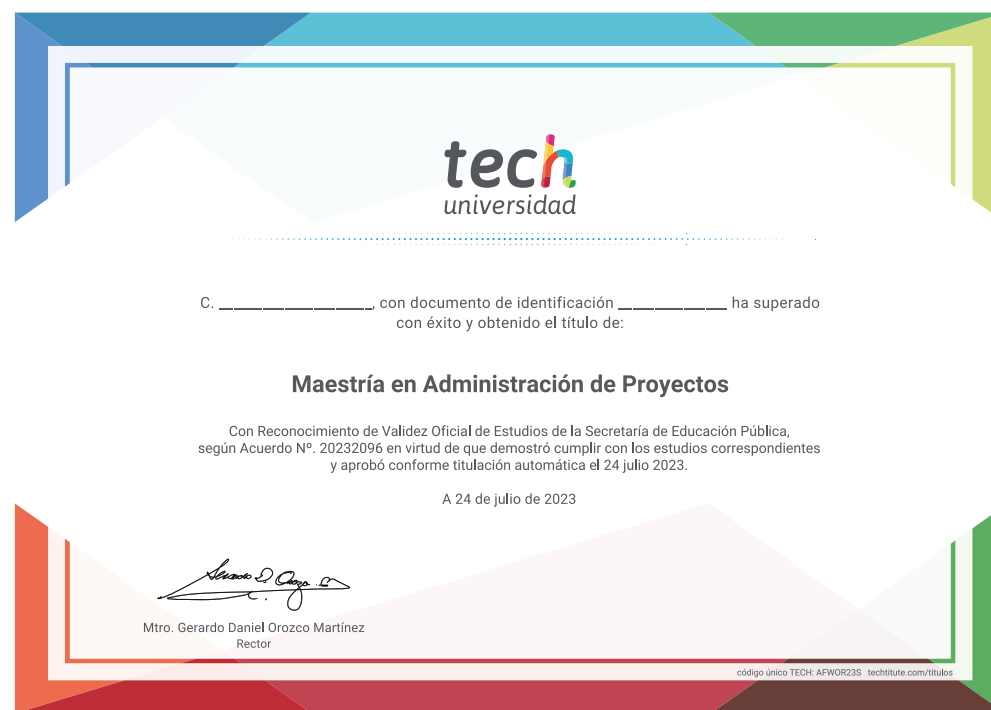 tech
universidad
C. ____________________, con documento de identificación ______________ ha superado
con éxito y obtenido el título de:
Maestría en Administración de Proyectos
Con Reconocimiento de Validez Oficial de Estudios de la Secretaría de Educación Pública,
según Acuerdo Nº. 20232096 en virtud de que demostró cumplir con los estudios correspondientes
y aprobó conforme titulación automática el 24 julio 2023.
A 24 de julio de 2023
Mtro. Gerardo Daniel Orozco Martínez
Rector
código único TECH: AFWOR23S techtitute.com/titulos